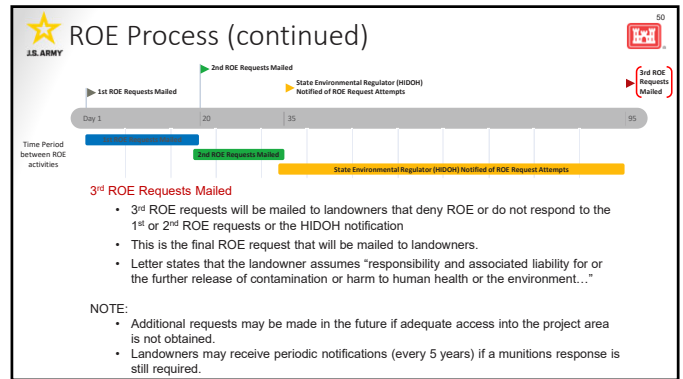 50
ROE Process (continued)
U.S. ARMY
2nd ROE Requests Mailed
3rd ROE
Requests
Mailed
State Environmental Regulator (HIDOH)
Notified of ROE Request Attempts
1st ROE Requests Mailed
Day 1 20 35 95
Time Period
between ROE
activities
2nd ROE Requests Mailed
State Environmental Regulator (HIDOH) Notified of ROE Request Attempts
3rd ROE Requests Mailed
• 3rd ROE requests will be mailed to landowners that deny ROE or do not respond to the
1st or 2nd ROE requests or the HIDOH notification
• This is the final ROE request that will be mailed to landowners.
• Letter states that the landowner assumes “responsibility and associated liability for or
the further release of contamination or harm to human health or the environment…”
NOTE:
• Additional requests may be made in the future if adequate access into the project area
is not obtained.
• Landowners may receive periodic notifications (every 5 years) if a munitions response is
still required.